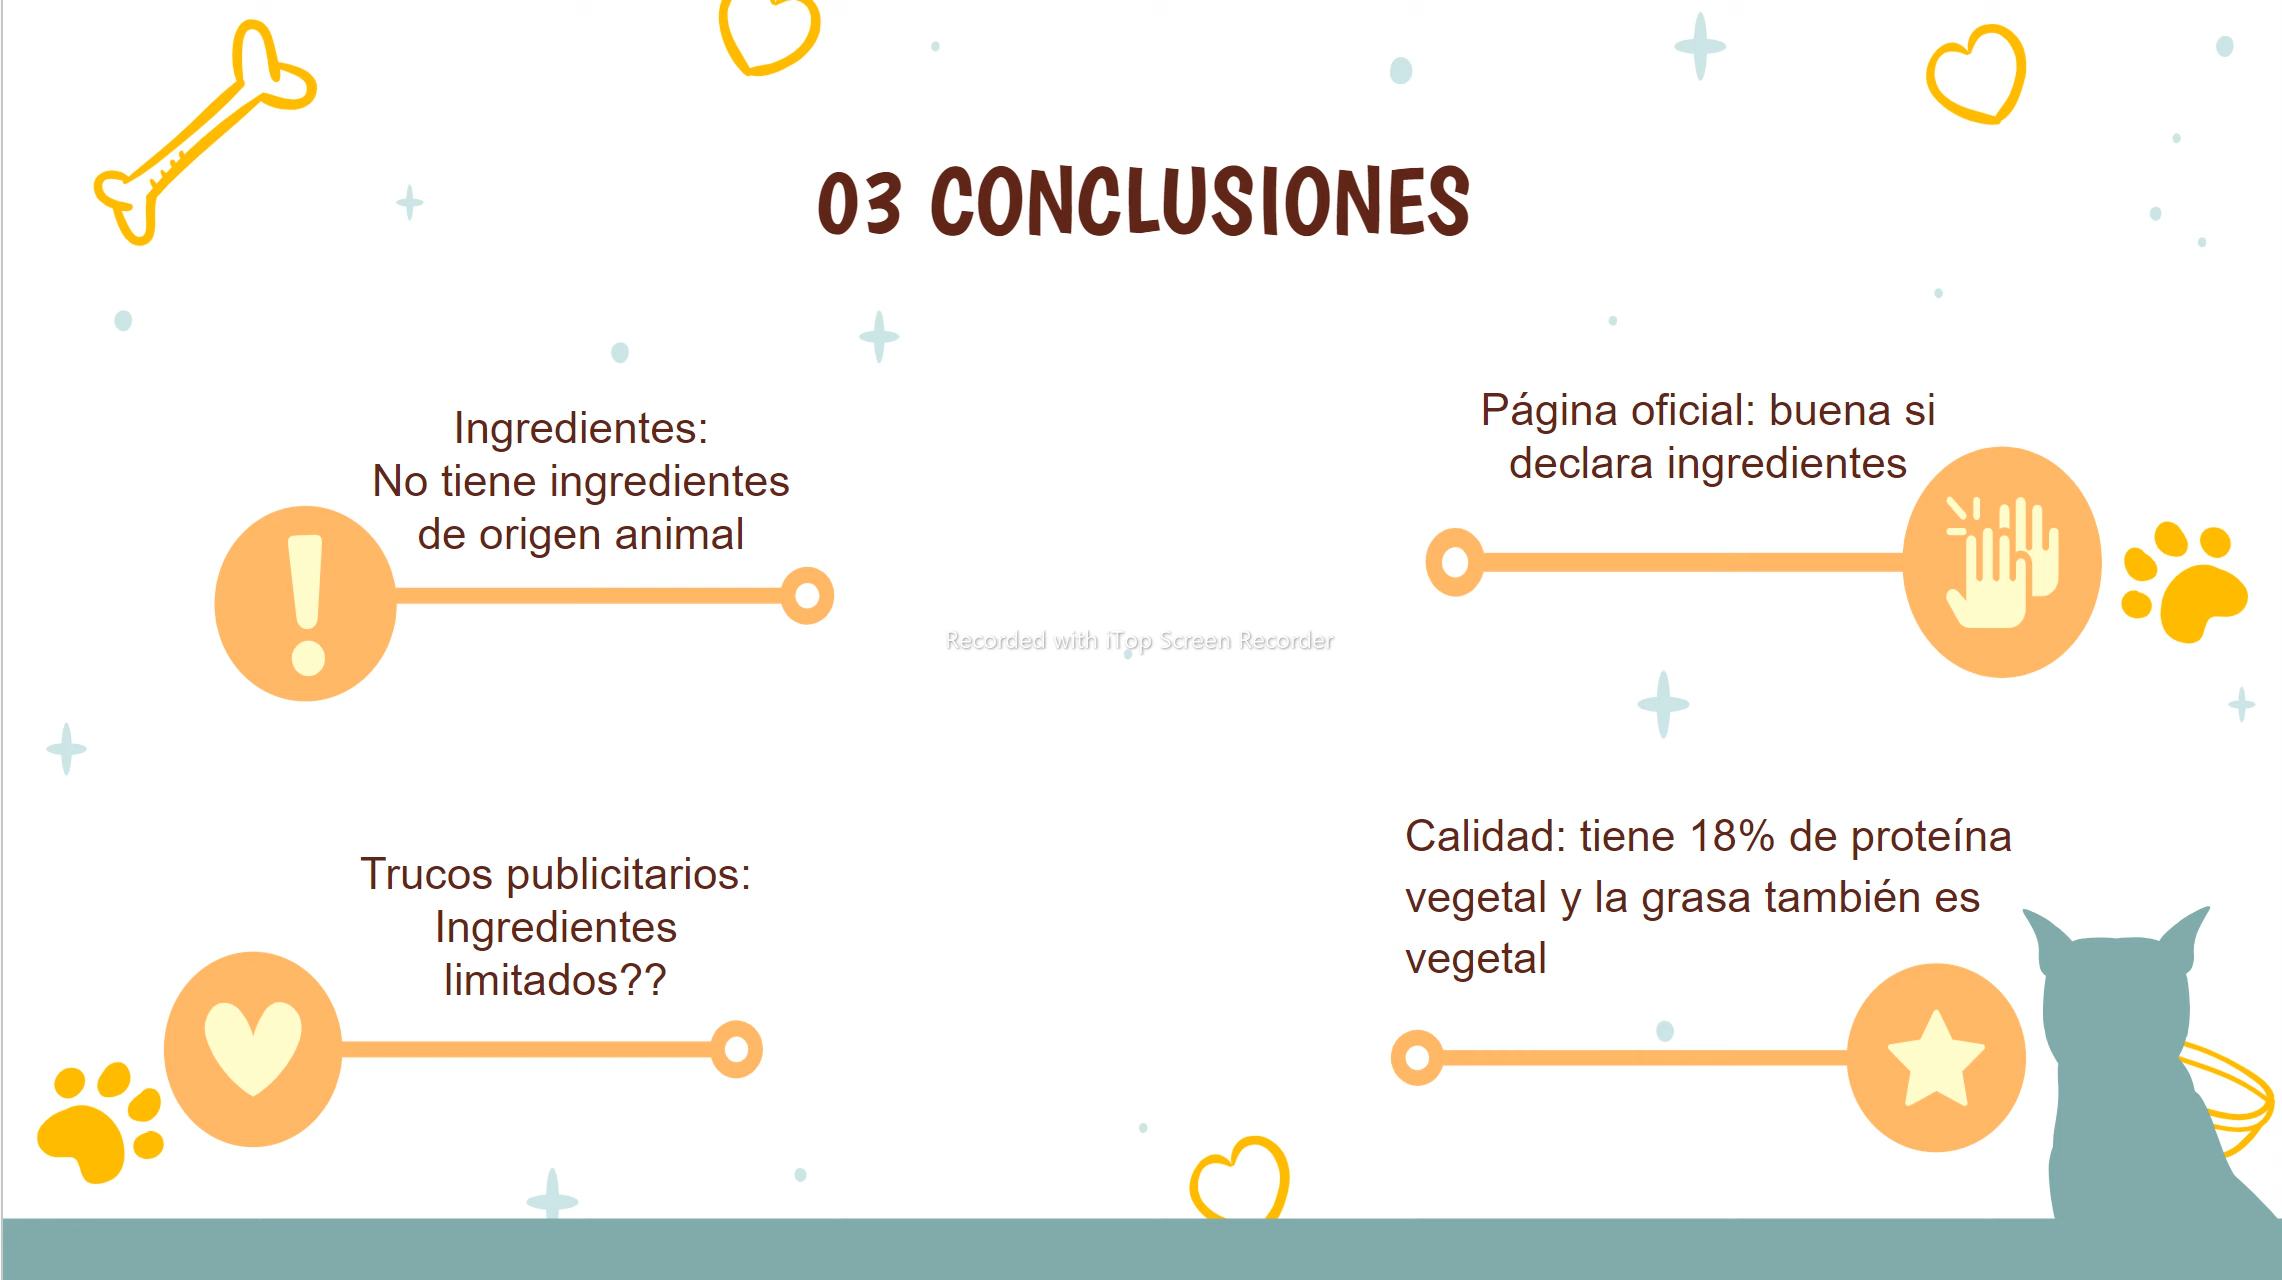 03 CONCLUSIONES
Ingredientes:
No tiene ingredientes
de origen animal
Página oficial: buena si
declara ingredientes
Recorded with iTop Screen Recorder
Trucos publicitarios:
Ingredientes
limitados??
Calidad: tiene 18% de proteína
vegetal y la grasa también es
vegetal